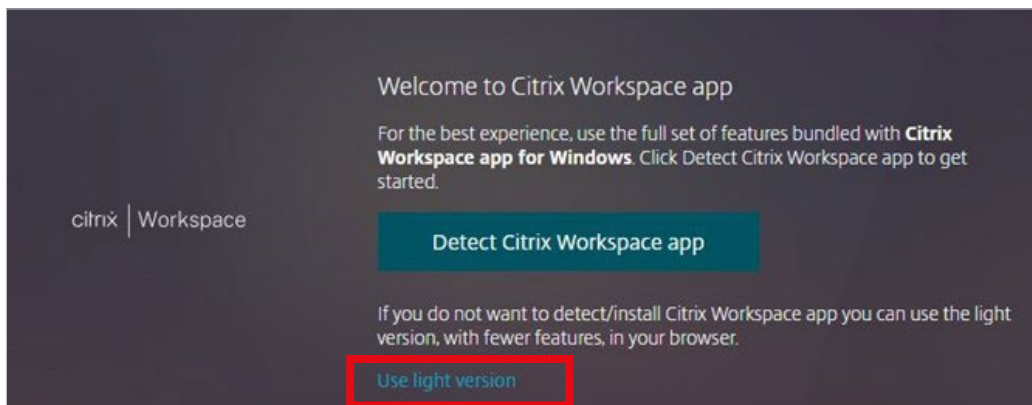 Welcome to Citrix Workspace app
For the best experience, use the full set of features bundled with Citrix
Workspace app for Windows. Click Detect Citrix Workspace app to get
started.
citrix | Workspace
Detect Citrix Workspace app
If you do not want to detect/install Citrix Workspace app you can use the light
version, with fewer features, in your browser.
Use light version